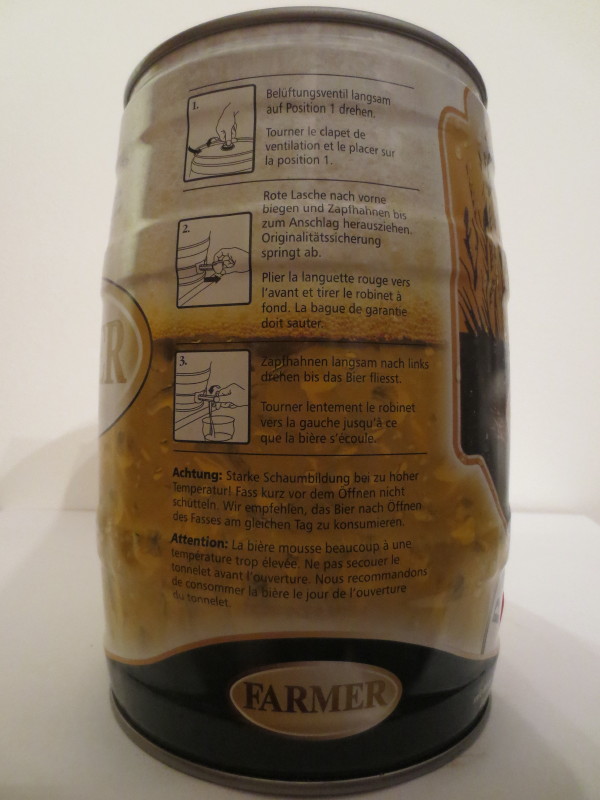 1.
Belüftungsventil langsam
auf Position 1 drehen.
Tourner le clapet de
ventilation et le placer sur
la position 1.
2.
Rote Lasche nach vorne
biegen und Zapfhahnen bis
zum Anschlag herausziehen.
Originalitätssicherung
springt ab.
Plier la languette rouge vers
l'avant et tirer le robinet à
fond. La bague de garantie
doit sauter.
3.
Zapfhahnen langsam nach links
drehen bis das Bier fliesst.
Tourner lentement le robinet
vers la gauche jusqu'à ce
que la bière s'écoule.
Achtung: Starke Schaumbildung bei zu hoher
Temperatur! Fass kurz vor dem Öffnen nicht
schütteln. Wir empfehlen, das Bier nach Öffnen
des Fasses am gleichen Tag zu konsumieren.
Attention: La bière mousse beaucoup à une
température trop élevée. Ne pas secouer le
tonnelet avant l'ouverture. Nous recommandons
de consommer la bière le jour de l'ouverture
du tonnelet.
FARMER